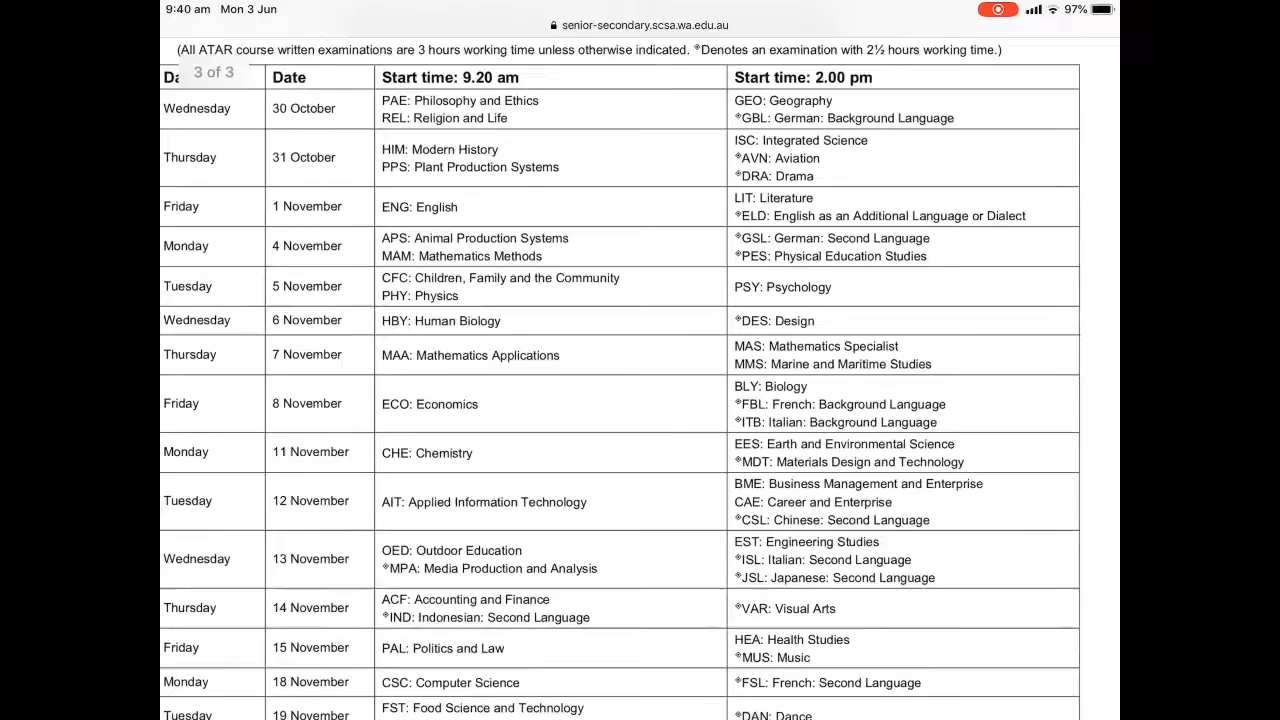 9:40 am Mon 3 Jun 97%
senior-secondary.scsa.wa.edu.au
(All ATAR course written examinations are 3 hours working time unless otherwise indicated. *Denotes an examination with 2½ hours working time.)
3 of 3
Date Start time: 9.20 am Start time: 2.00 pm
Wednesday 30 October PAE: Philosophy and Ethics GEO: Geography
REL: Religion and Life *GBL: German: Background Language
Thursday 31 October HIM: Modern History ISC: Integrated Science
PPS: Plant Production Systems *AVN: Aviation
*DRA: Drama
Friday 1 November ENG: English LIT: Literature
*ELD: English as an Additional Language or Dialect
Monday 4 November APS: Animal Production Systems *GSL: German: Second Language
MAM: Mathematics Methods *PES: Physical Education Studies
Tuesday 5 November CFC: Children, Family and the Community PSY: Psychology
PHY: Physics
Wednesday 6 November HBY: Human Biology *DES: Design
Thursday 7 November MAA: Mathematics Applications MAS: Mathematics Specialist
MMS: Marine and Maritime Studies
Friday 8 November ECO: Economics BLY: Biology
*FBL: French: Background Language
*ITB: Italian: Background Language
Monday 11 November CHE: Chemistry EES: Earth and Environmental Science
*MDT: Materials Design and Technology
Tuesday 12 November AIT: Applied Information Technology BME: Business Management and Enterprise
CAE: Career and Enterprise
*CSL: Chinese: Second Language
Wednesday 13 November OED: Outdoor Education EST: Engineering Studies
*MPA: Media Production and Analysis *ISL: Italian: Second Language
*JSL: Japanese: Second Language
Thursday 14 November ACF: Accounting and Finance *VAR: Visual Arts
*IND: Indonesian: Second Language
Friday 15 November PAL: Politics and Law HEA: Health Studies
*MUS: Music
Monday 18 November CSC: Computer Science *FSL: French: Second Language
Tuesday 19 November FST: Food Science and Technology *DAN: Dance